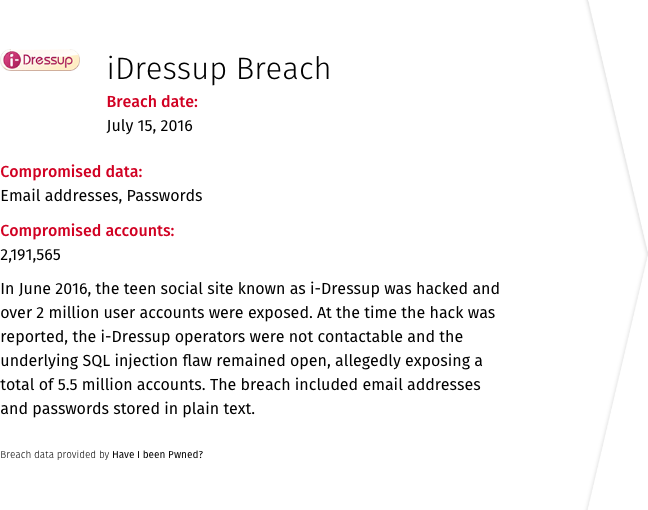 i-Dressup
iDressup Breach
Breach date:
July 15, 2016
Compromised data:
Email addresses, Passwords
Compromised accounts:
2,191,565
In June 2016, the teen social site known as i-Dressup was hacked and
over 2 million user accounts were exposed. At the time the hack was
reported, the i-Dressup operators were not contactable and the
underlying SQL injection flaw remained open, allegedly exposing a
total of 5.5 million accounts. The breach included email addresses
and passwords stored in plain text.
Breach data provided by Have I been Pwned?